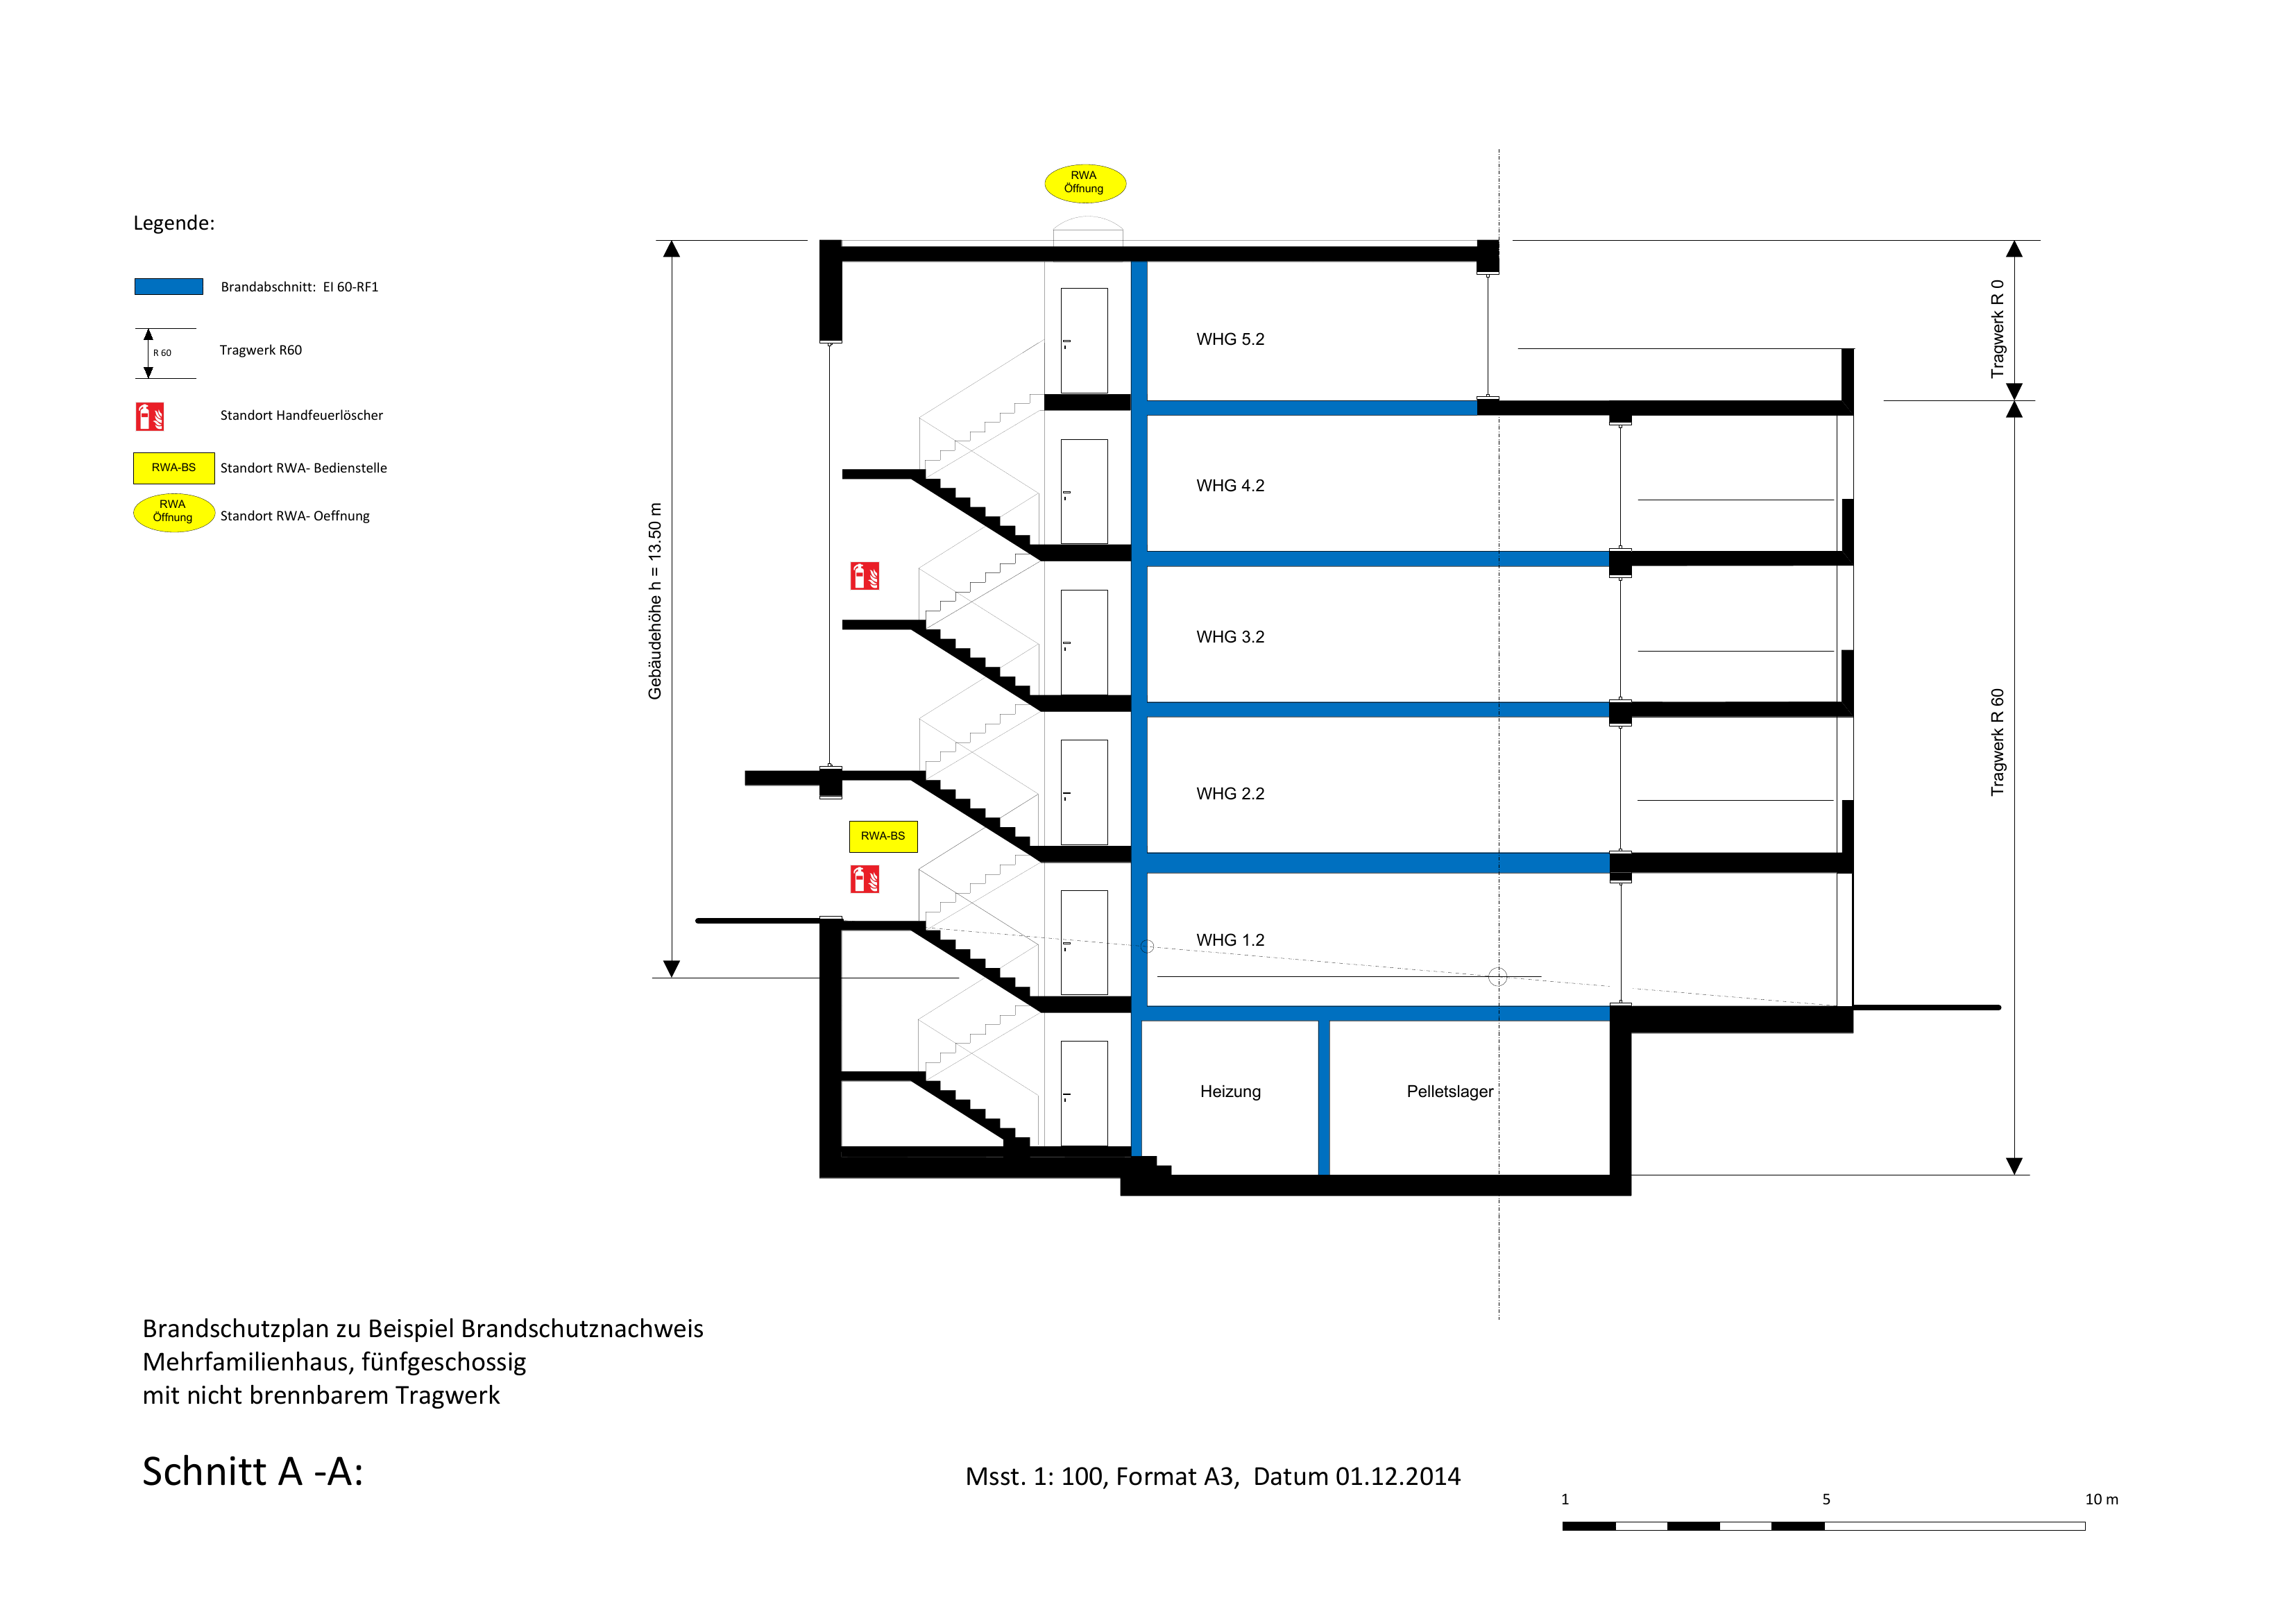 RWA
Öffnung
Legende:
Brandabschnitt: EI 60-RF1
R 60
Tragwerk R60
Standort Handfeuerlöscher
RWA-BS
Standort RWA- Bedienstelle
RWA
Öffnung
Standort RWA- Oeffnung
Gebäudehöhe h = 13.50 m
WHG 5.2
WHG 4.2
WHG 3.2
WHG 2.2
RWA-BS
WHG 1.2
Heizung
Pelletslager
Tragwerk R 0
Tragwerk R 60
Brandschutzplan zu Beispiel Brandschutznachweis
Mehrfamilienhaus, fünfgeschossig
mit nicht brennbarem Tragwerk
Schnitt A -A:
Msst. 1: 100, Format A3, Datum 01.12.2014
1 5 10 m